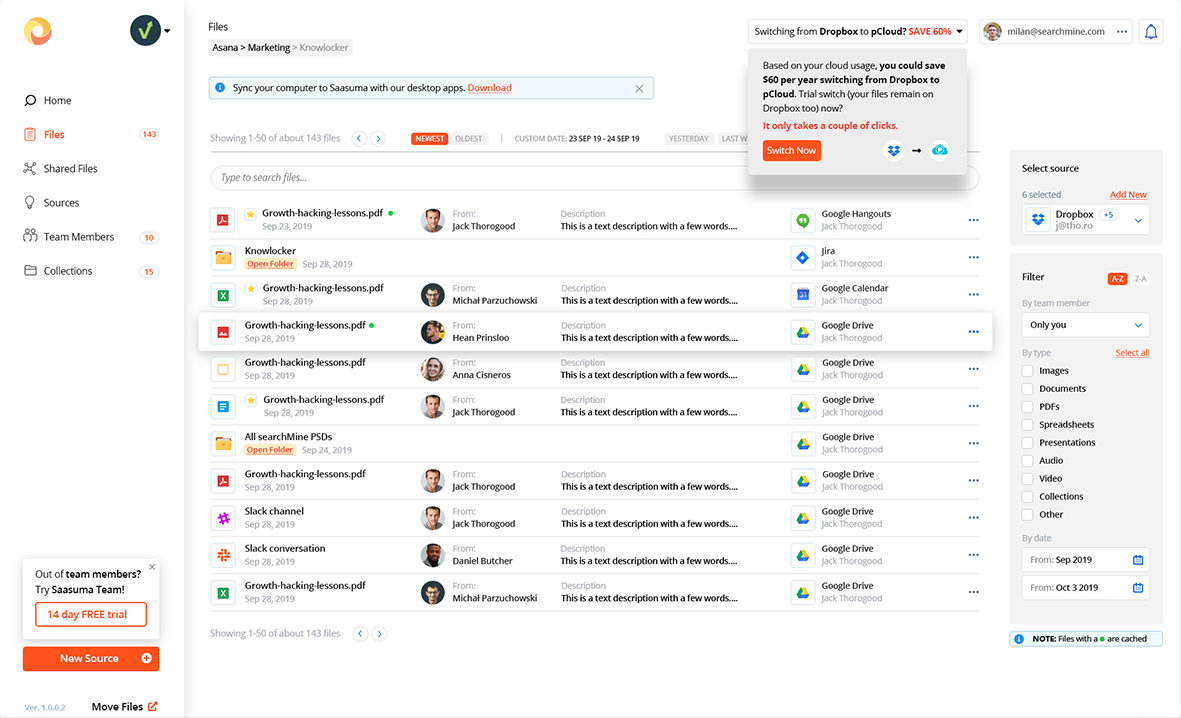 Files
Asana > Marketing > Knowlocker
Switching from Dropbox to pCloud? SAVE 60%
milan@searchmine.com
Based on your cloud usage, you could save
$60 per year switching from Dropbox to
pCloud. Trial switch (your files remain on
Dropbox too) now?
It only takes a couple of clicks.
Switch Now
Home
Files 143
Shared Files
Sources
Team Members 10
Collections 15
Out of team members?
Try Saasuma Team!
14 day FREE trial
New Source
Ver. 1.0.0.2
Move Files
Sync your computer to Saasuma with our desktop apps. Download
Showing 1-50 of about 143 files
NEWEST OLDEST | CUSTOM DATE: 23 SEP 19 - 24 SEP 19 YESTERDAY LAST W
Type to search files...
Growth-hacking-lessons.pdf From: Description Google Hangouts
Sep 23, 2019 Jack Thorogood This is a text description with a few words.... Jack Thorogood
Knowlocker Jira
Open Folder Sep 28, 2019 Jack Thorogood
Growth-hacking-lessons.pdf From: Description Google Calendar
31
Sep 28, 2019 Michał Parzuchowski This is a text description with a few words.... Jack Thorogood
Growth-hacking-lessons.pdf From: Description Google Drive
Sep 28, 2019 Hean Prinsloo This is a text description with a few words.... Jack Thorogood
Growth-hacking-lessons.pdf From: Description Google Drive
Sep 28, 2019 Anna Cisneros This is a text description with a few words.... Jack Thorogood
Growth-hacking-lessons.pdf From: Description Google Drive
Sep 28, 2019 Jack Thorogood This is a text description with a few words.... Jack Thorogood
All searchMine PSDs Google Drive
Open Folder Sep 24, 2019 Jack Thorogood
Growth-hacking-lessons.pdf From: Description Google Drive
Sep 28, 2019 Jack Thorogood This is a text description with a few words.... Jack Thorogood
Slack channel From: Description Google Drive
Sep 28, 2019 Jack Thorogood This is a text description with a few words.... Jack Thorogood
Slack conversation From: Description Google Drive
Sep 28, 2019 Daniel Butcher This is a text description with a few words.... Jack Thorogood
Growth-hacking-lessons.pdf From: Description Google Drive
Sep 28, 2019 Michał Parzuchowski This is a text description with a few words.... Jack Thorogood
Showing 1-50 of about 143 files
Select source
6 selected Add New
Dropbox +5
j@tho.ro
Filter A-Z Z-A
By team member
Only you
By type Select all
Images
Documents
PDFs
Spreadsheets
Presentations
Audio
Video
Collections
Other
By date
From: Sep 2019
From: Oct 3 2019
NOTE: Files with a ● are cached